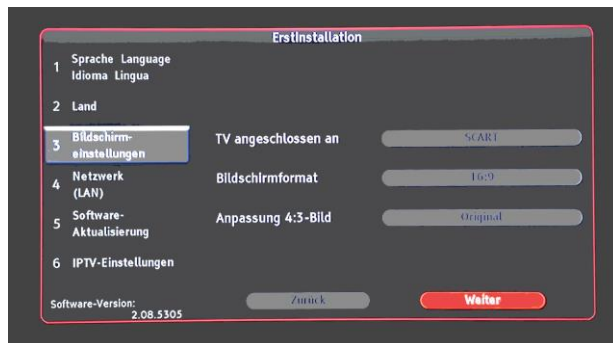 Erstinstallation
1 Sprache Language
Idioma Lingua
2 Land
3 Bildschirm-
einstellungen
TV angeschlossen an SCART
4 Netzwerk
(LAN)
Bildschirmformat 16:9
5 Software-
Aktualisierung
Anpassung 4:3-Bild Original
6 IPTV-Einstellungen
Software-Version:
2.08.5305
Zurück Weiter